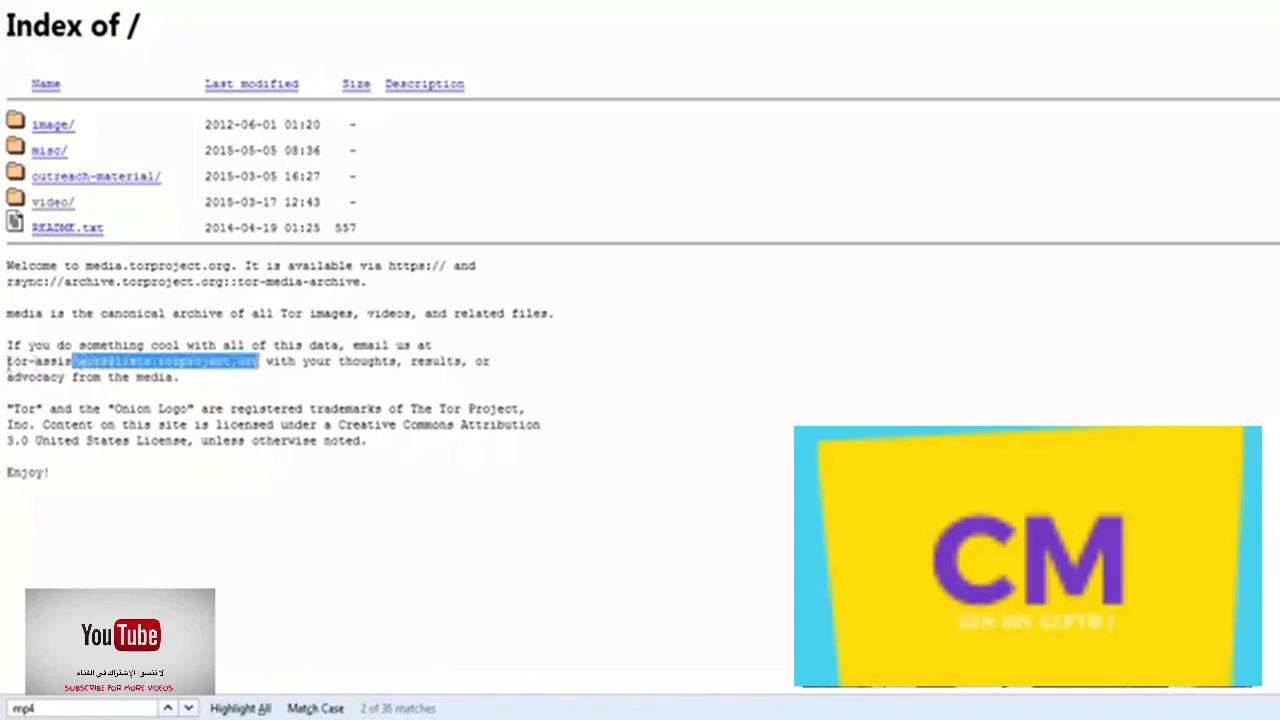 Index of /
Name Last modified Size Description
image/ 2012-06-01 01:20 -
misc/ 2015-05-05 08:36 -
outreach-material/ 2015-03-05 16:27 -
video/ 2015-03-17 12:43 -
README.txt 2014-04-19 01:25 557
Welcome to media.torproject.org. It is available via https:// and
rsync://archive.torproject.org::tor-media-archive.
media is the canonical archive of all Tor images, videos, and related files.
If you do something cool with all of this data, email us at
with your thoughts, results, or
advocacy from the media.
"Tor" and the "Onion Logo" are registered trademarks of The Tor Project,
Inc. Content on this site is licensed under a Creative Commons Attribution
3.0 United States License, unless otherwise noted.
Enjoy!
CM
YouTube
لا تنسى الإشتراك في القناة
SUBSCRIBE FOR MORE VIDEOS
mp4 Highlight All Match Case 2 of 36 matches